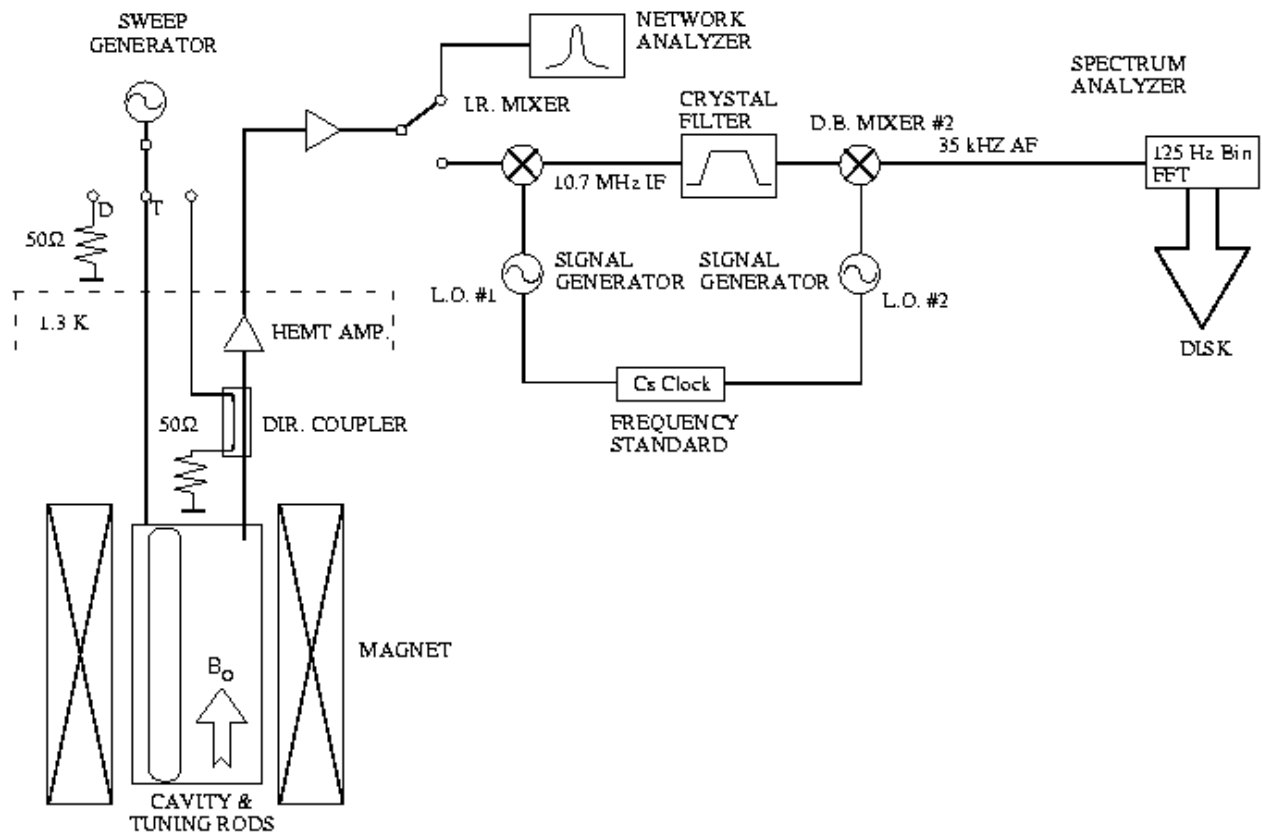 SWEEP
GENERATOR
NETWORK
ANALYZER
I.R. MIXER
CRYSTAL
FILTER
D.B. MIXER #2
SPECTRUM
ANALYZER
35 kHZ AF
10.7 MHz IF
125 Hz Bin
FFT
D
T
50Ω
SIGNAL
GENERATOR
SIGNAL
GENERATOR
L.O. #1
L.O. #2
1.3 K
HEMT AMP.
DISK
Cs Clock
FREQUENCY
STANDARD
50Ω
DIR. COUPLER
MAGNET
Bo
CAVITY &
TUNING RODS